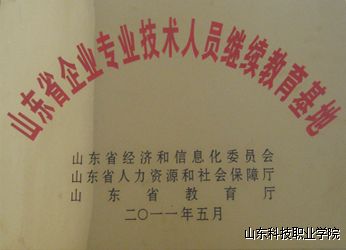 山东省企业专业技术人员继续教育基地
山东省经济和信息化委员会
山东省人力资源和社会保障厅
山东省教育厅
二〇一一年五月
山东科技职业学院